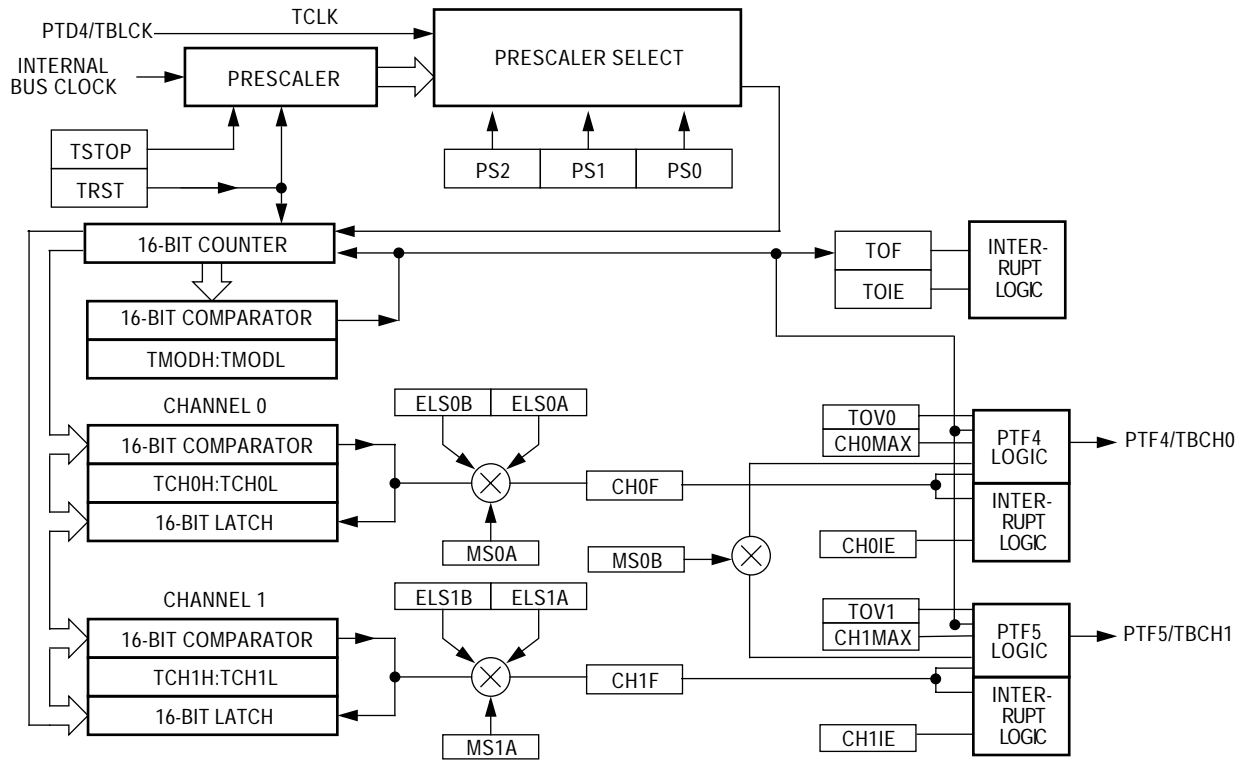 TCLK
PTD4/TBLCK
PRESCALER SELECT
INTERNAL
BUS CLOCK
PRESCALER
TSTOP
TRST
PS2
PS1
PS0
16-BIT COUNTER
TOF
TOIE
INTER-
RUPT
LOGIC
16-BIT COMPARATOR
TMODH:TMODL
CHANNEL 0
ELS0B
ELS0A
16-BIT COMPARATOR
TCH0H:TCH0L
16-BIT LATCH
MS0A
CH0F
TOV0
CH0MAX
PTF4
LOGIC
PTF4/TBCH0
INTER-
RUPT
LOGIC
CH0IE
MS0B
CHANNEL 1
ELS1B
ELS1A
16-BIT COMPARATOR
TCH1H:TCH1L
16-BIT LATCH
MS1A
CH1F
TOV1
CH1MAX
PTF5
LOGIC
PTF5/TBCH1
INTER-
RUPT
LOGIC
CH1IE